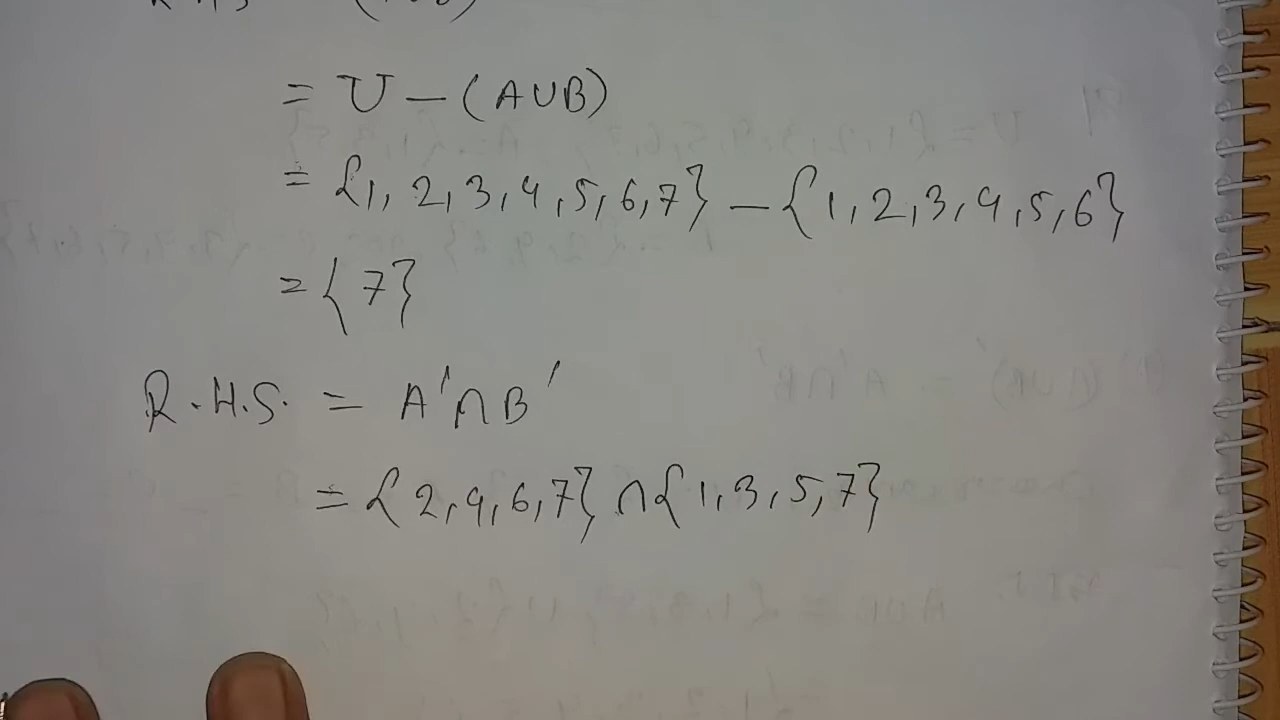 = U - (A∪B)
= {1, 2, 3, 4, 5, 6, 7} - {1, 2, 3, 4, 5, 6}
= {7}
R.H.S. = A'∩B'
= {2, 4, 6, 7} ∩ {1, 3, 5, 7}